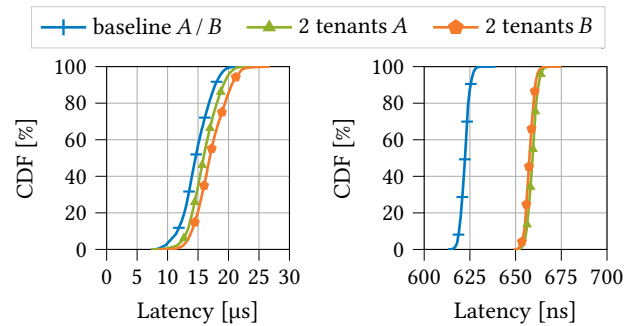 baseline A / B 2 tenants A 2 tenants B
100
80
60
40
20
0
CDF [%]
0 5 10 15 20 25 30
Latency [µs]
100
80
60
40
20
0
CDF [%]
600 625 650 675 700
Latency [ns]